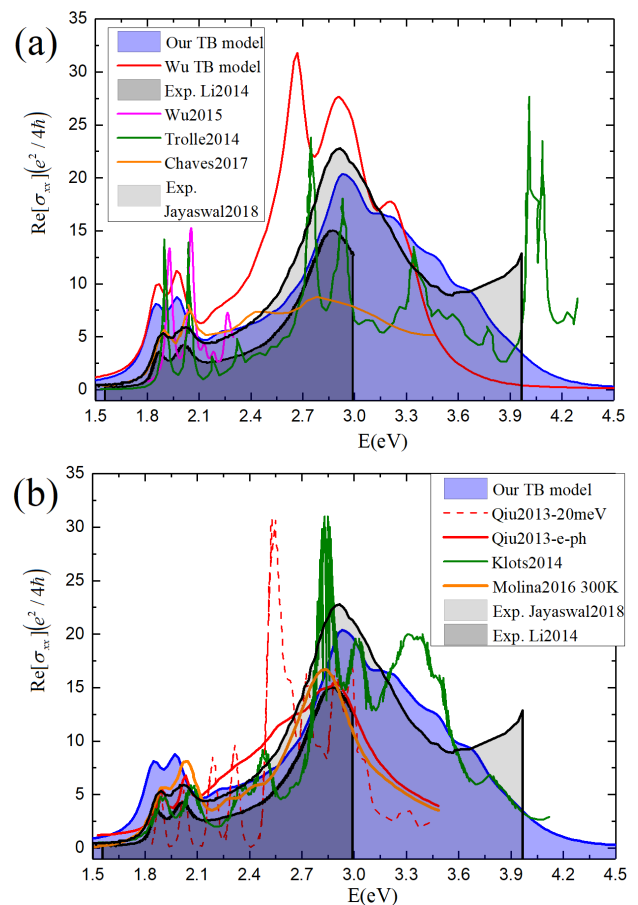 (a)
Re[σxx](e²/4ħ)
35
30
25
20
15
10
5
0
Our TB model
Wu TB model
Exp. Li2014
Wu2015
Trolle2014
Chaves2017
Exp.
Jayaswal2018
1.5 1.8 2.1 2.4 2.7 3.0 3.3 3.6 3.9 4.2 4.5
E(eV)
(b)
Re[σxx](e²/4ħ)
35
30
25
20
15
10
5
0
Our TB model
Qiu2013-20meV
Qiu2013-e-ph
Klots2014
Molina2016 300K
Exp. Jayaswal2018
Exp. Li2014
1.5 1.8 2.1 2.4 2.7 3.0 3.3 3.6 3.9 4.2 4.5
E(eV)